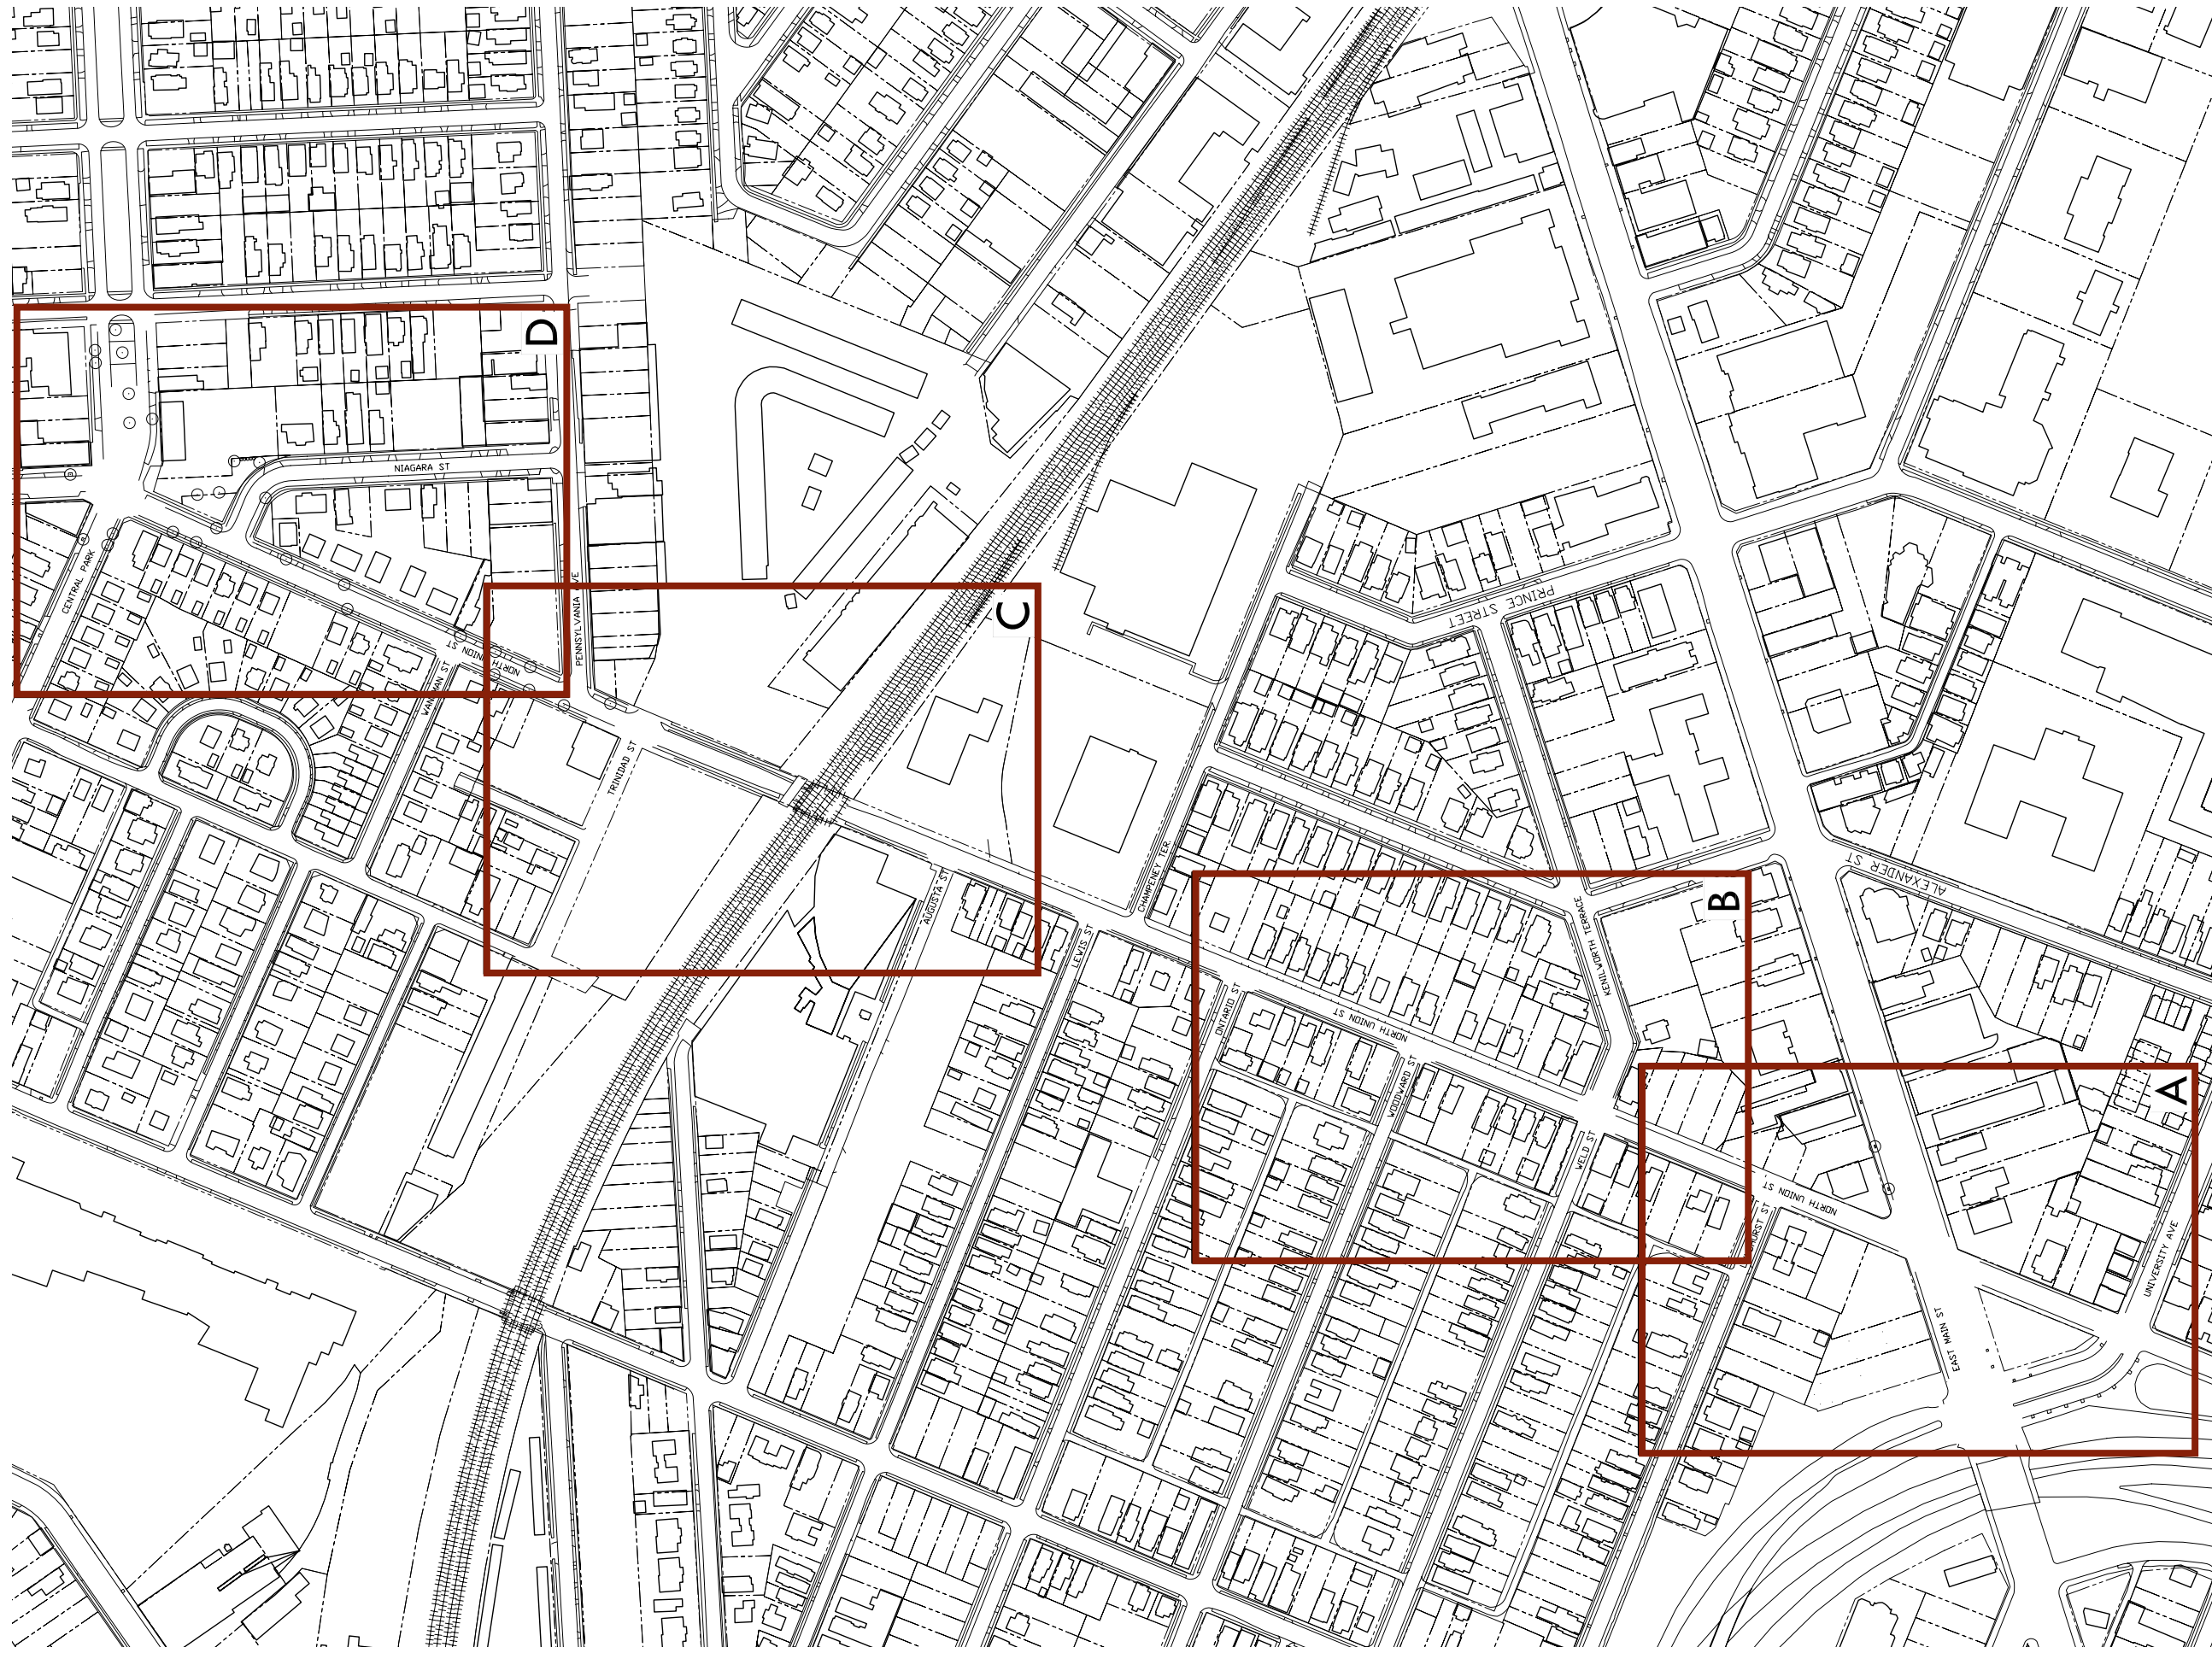 D
NIAGARA ST
CENTRAL PARK
NORTH UNION ST
PENNSYLVANIA AVE
C
TRINIDAD ST
PRINCE STREET
CHAMPENEY TER.
AUGUSTA ST
LEWIS ST
ALEXANDER ST
B
KENILWORTH TERRACE
ONTARIO ST
NORTH UNION ST
WOODWARD ST
A
WELD ST
NORTH UNION ST
UNIVERSITY AVE
EAST MAIN ST